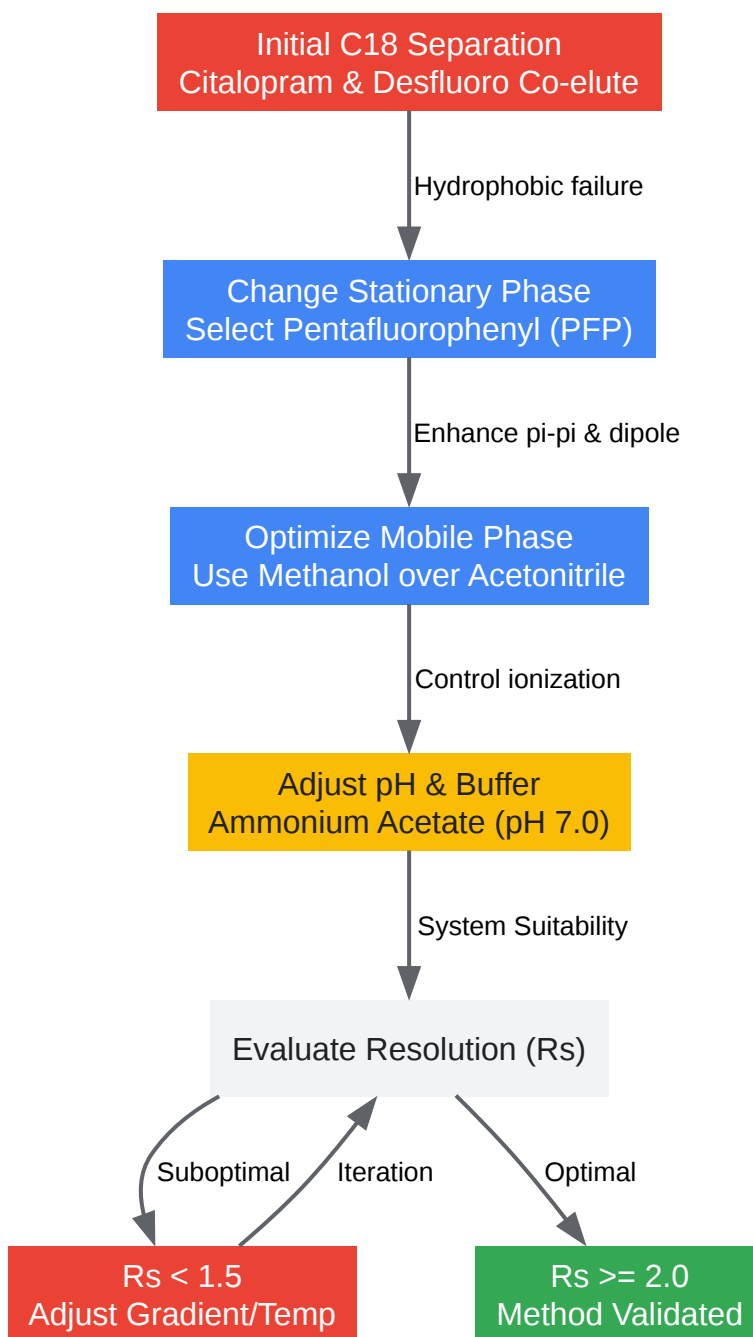 Initial C18 Separation
Citalopram & Desfluoro Co-elute
Hydrophobic failure
Change Stationary Phase
Select Pentafluorophenyl (PFP)
Enhance pi-pi & dipole
Optimize Mobile Phase
Use Methanol over Acetonitrile
Control ionization
Adjust pH & Buffer
Ammonium Acetate (pH 7.0)
System Suitability
Evaluate Resolution (Rs)
Suboptimal
Iteration
Optimal
Rs < 1.5
Adjust Gradient/Temp
Rs >= 2.0
Method Validated